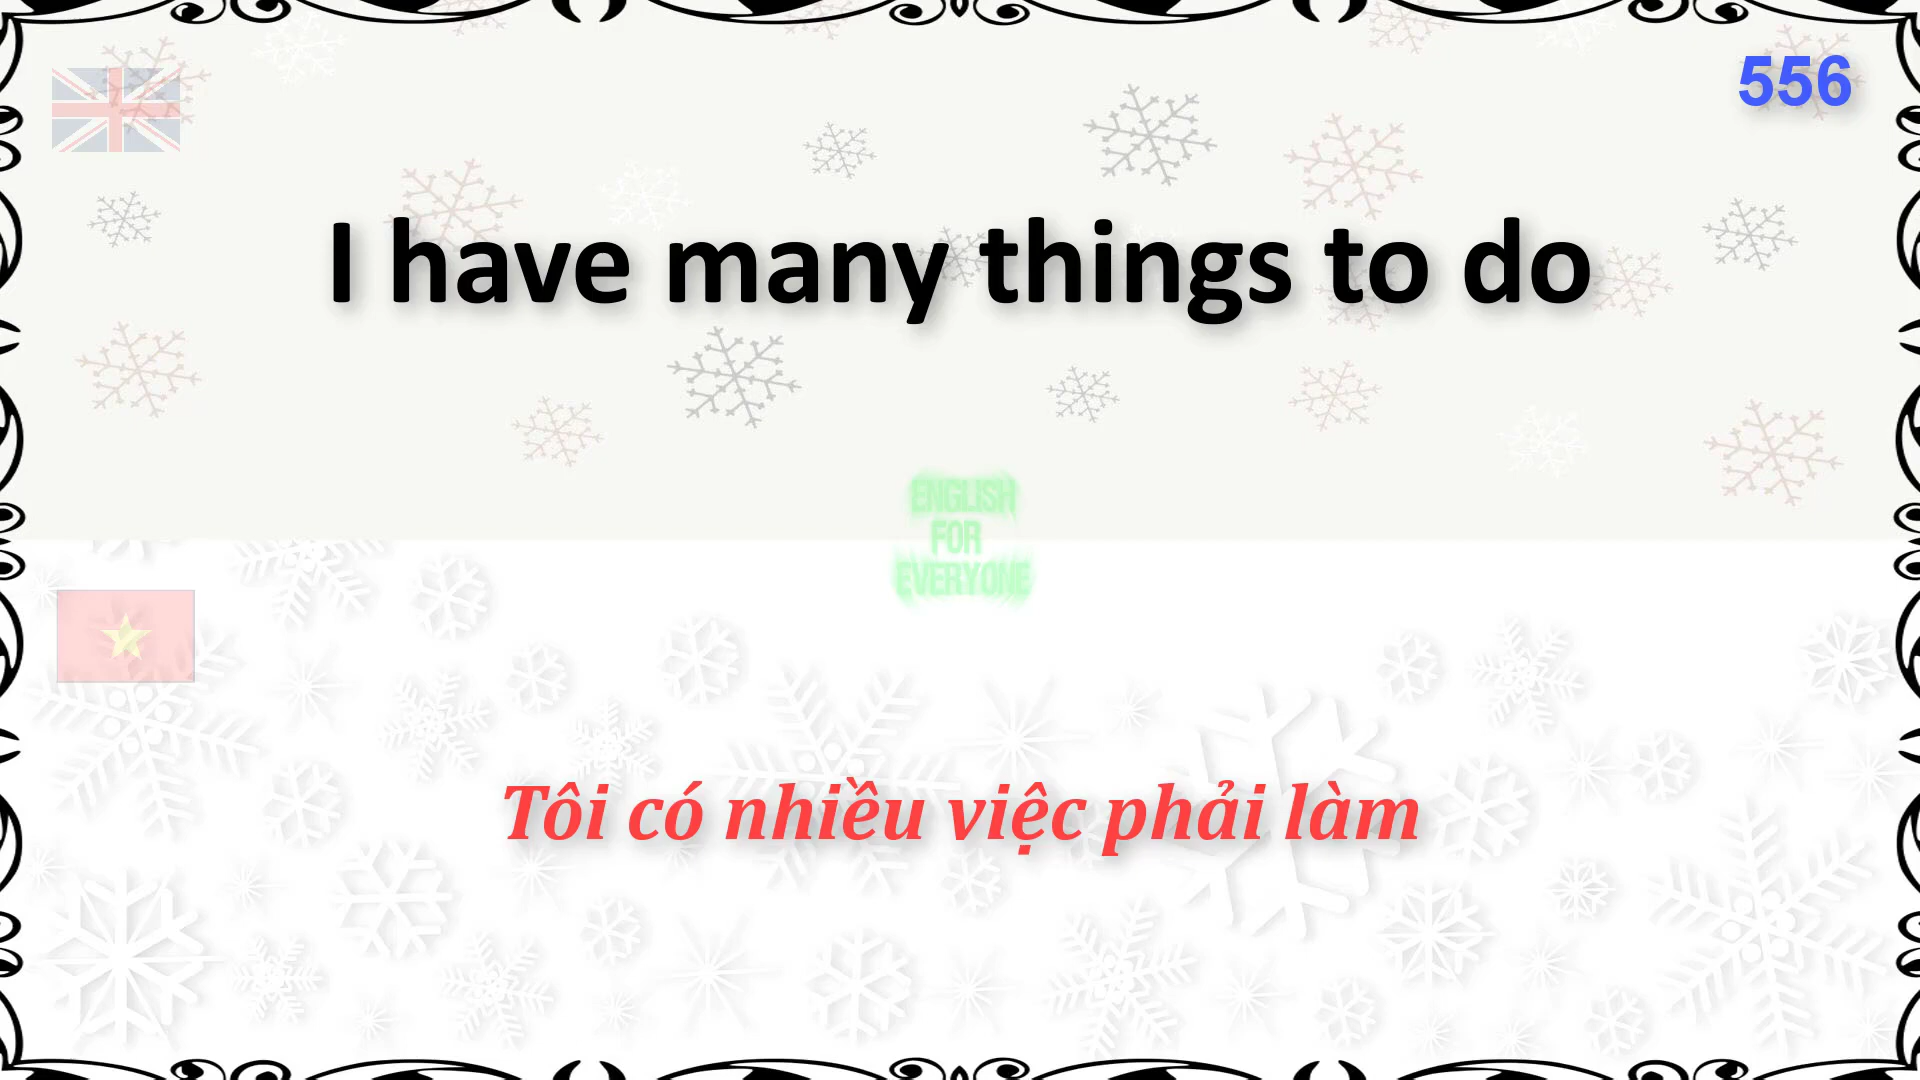 556
I have many things to do
ENGLISH
FOR
EVERYONE
Tôi có nhiều việc phải làm